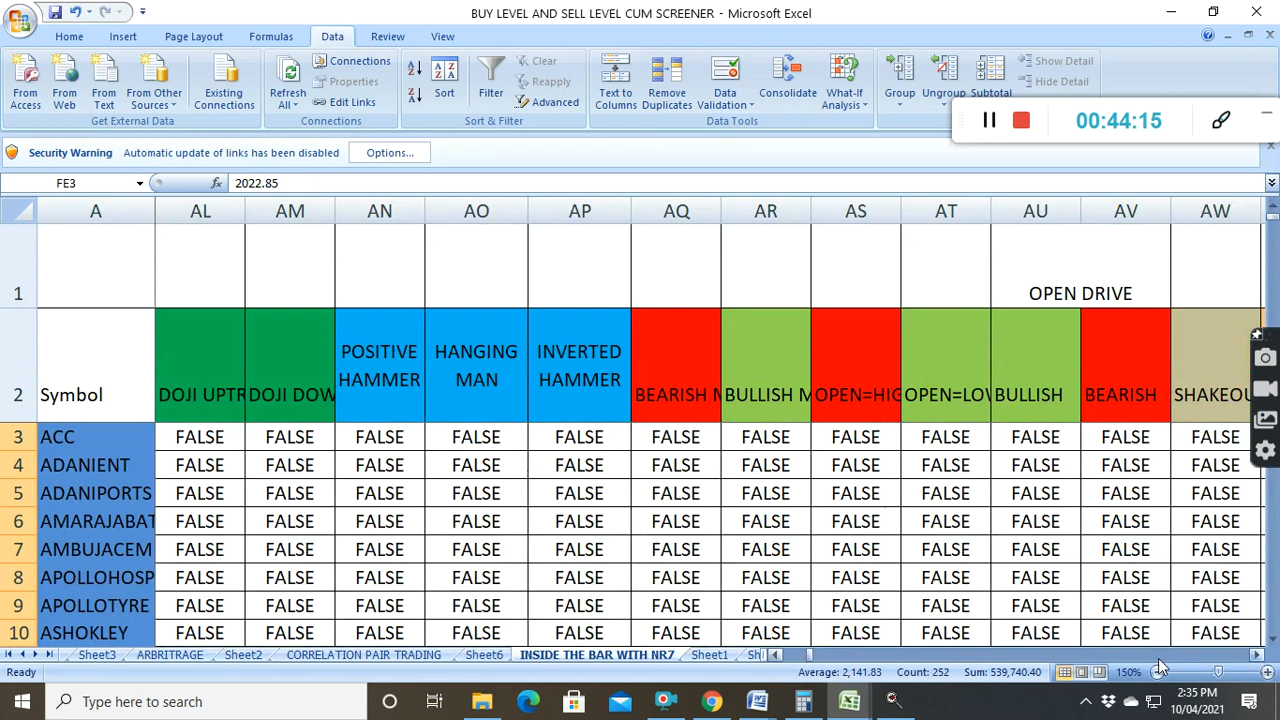 BUY LEVEL AND SELL LEVEL CUM SCREENER - Microsoft Excel
Home Insert Page Layout Formulas Data Review View
From Access
From Web
From Text
From Other Sources
Existing Connections
Refresh All
Connections
Properties
Edit Links
Sort
Filter
Clear
Reapply
Advanced
Text to Columns
Remove Duplicates
Data Validation
Consolidate
What-If Analysis
Group
Ungroup
Subtotal
Show Detail
Hide Detail
Get External Data Connections Sort & Filter Data Tools
00:44:15
Security Warning Automatic update of links has been disabled Options...
FE3 fx 2022.85
A AL AM AN AO AP AQ AR AS AT AU AV AW
1 OPEN DRIVE
2 Symbol DOJI UPTR DOJI DOW POSITIVE HAMMER HANGING MAN INVERTED HAMMER BEARISH M BULLISH M OPEN=HIG OPEN=LOV BULLISH BEARISH SHAKEOU
3 ACC FALSE FALSE FALSE FALSE FALSE FALSE FALSE FALSE FALSE FALSE FALSE FALSE
4 ADANIENT FALSE FALSE FALSE FALSE FALSE FALSE FALSE FALSE FALSE FALSE FALSE FALSE
5 ADANIPORTS FALSE FALSE FALSE FALSE FALSE FALSE FALSE FALSE FALSE FALSE FALSE FALSE
6 AMARAJABAT FALSE FALSE FALSE FALSE FALSE FALSE FALSE FALSE FALSE FALSE FALSE FALSE
7 AMBUJACEM FALSE FALSE FALSE FALSE FALSE FALSE FALSE FALSE FALSE FALSE FALSE FALSE
8 APOLLOHOSP FALSE FALSE FALSE FALSE FALSE FALSE FALSE FALSE FALSE FALSE FALSE FALSE
9 APOLLOTYRE FALSE FALSE FALSE FALSE FALSE FALSE FALSE FALSE FALSE FALSE FALSE FALSE
10 ASHOKLEY FALSE FALSE FALSE FALSE FALSE FALSE FALSE FALSE FALSE FALSE FALSE FALSE
Sheet3 ARBRITRAGE Sheet2 CORRELATION PAIR TRADING Sheet6 INSIDE THE BAR WITH NR7 Sheet1 Sh
Ready Average: 2,141.83 Count: 252 Sum: 539,740.40 150%
Type here to search
2:35 PM
10/04/2021